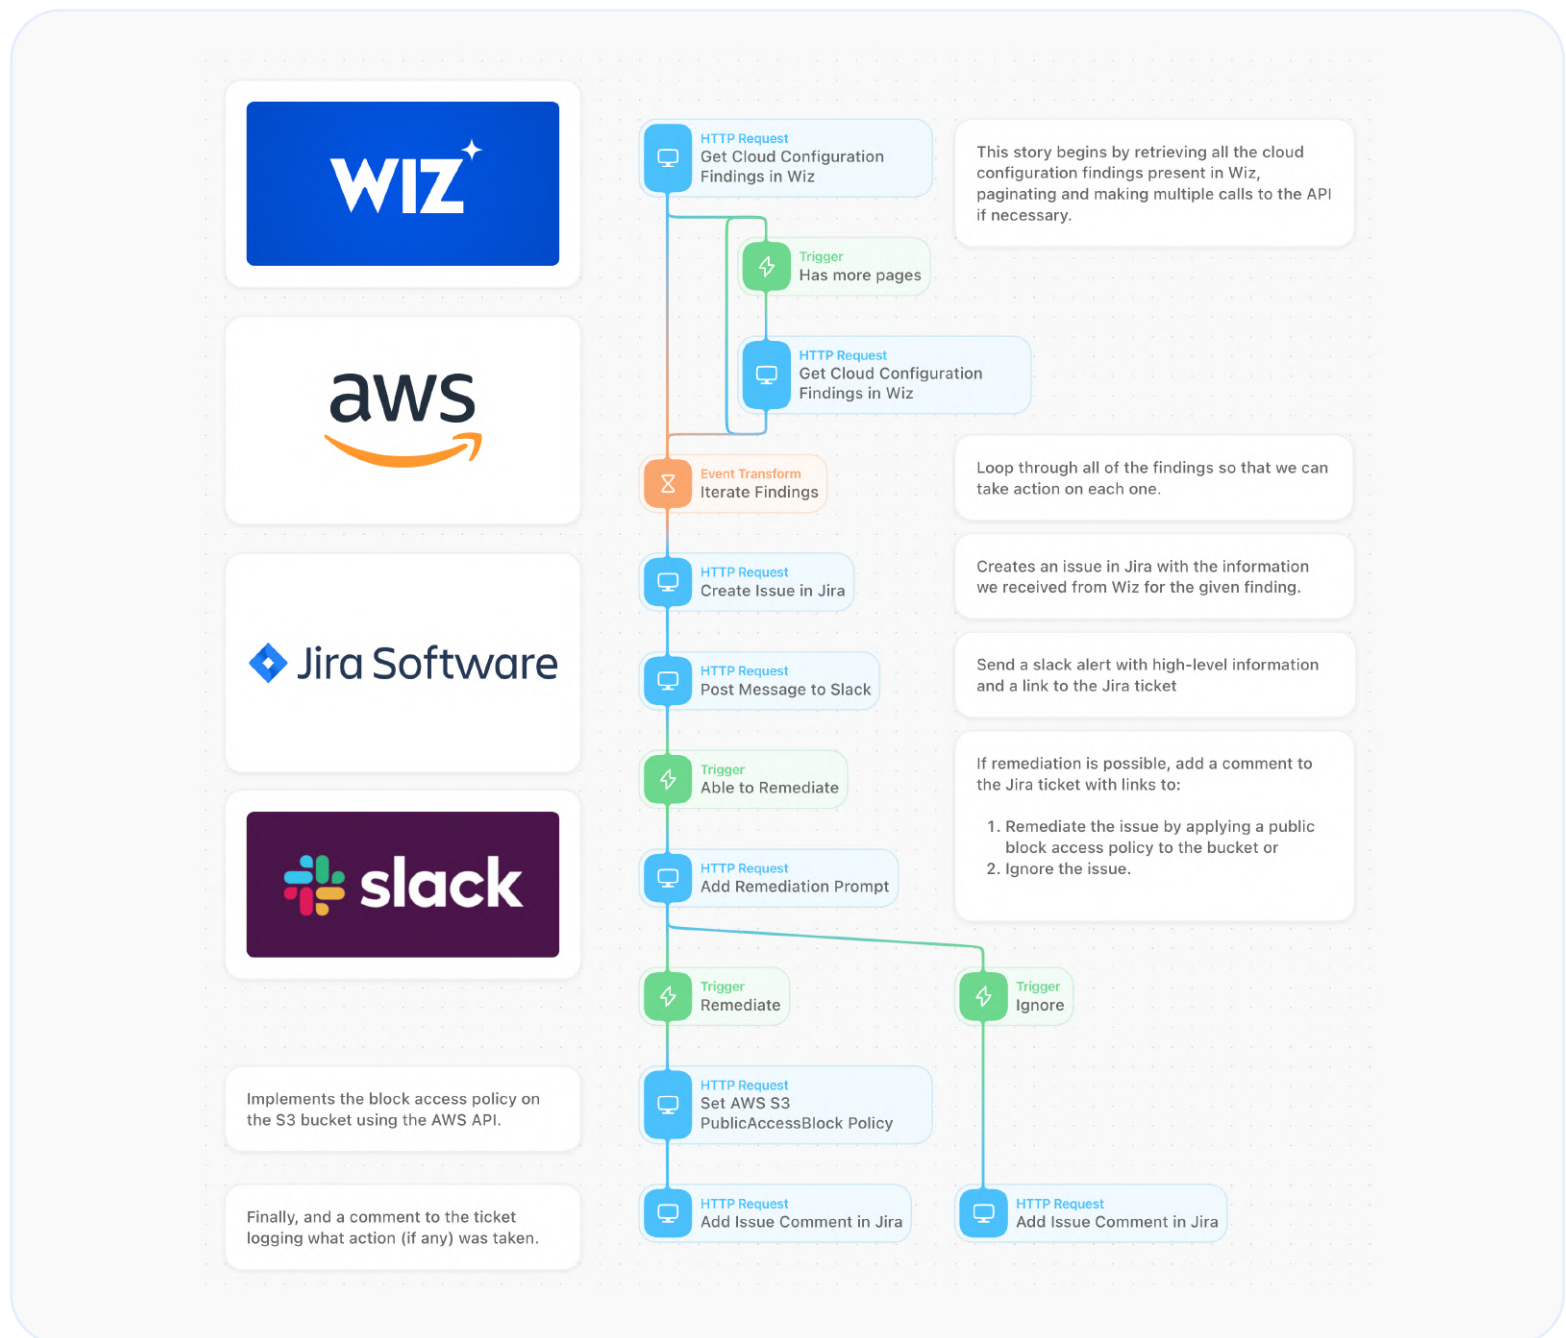 WIZ
HTTP Request
Get Cloud Configuration
Findings in Wiz
This story begins by retrieving all the cloud
configuration findings present in Wiz,
paginating and making multiple calls to the API
if necessary.
Trigger
Has more pages
HTTP Request
Get Cloud Configuration
Findings in Wiz
aws
Event Transform
Iterate Findings
Loop through all of the findings so that we can
take action on each one.
HTTP Request
Create Issue in Jira
Creates an issue in Jira with the information
we received from Wiz for the given finding.
Jira Software
HTTP Request
Post Message to Slack
Send a slack alert with high-level information
and a link to the Jira ticket
Trigger
Able to Remediate
If remediation is possible, add a comment to
the Jira ticket with links to:
1. Remediate the issue by applying a public
block access policy to the bucket or
2. Ignore the issue.
slack
HTTP Request
Add Remediation Prompt
Trigger
Remediate
Trigger
Ignore
Implements the block access policy on
the S3 bucket using the AWS API.
HTTP Request
Set AWS S3
PublicAccessBlock Policy
Finally, and a comment to the ticket
logging what action (if any) was taken.
HTTP Request
Add Issue Comment in Jira
HTTP Request
Add Issue Comment in Jira